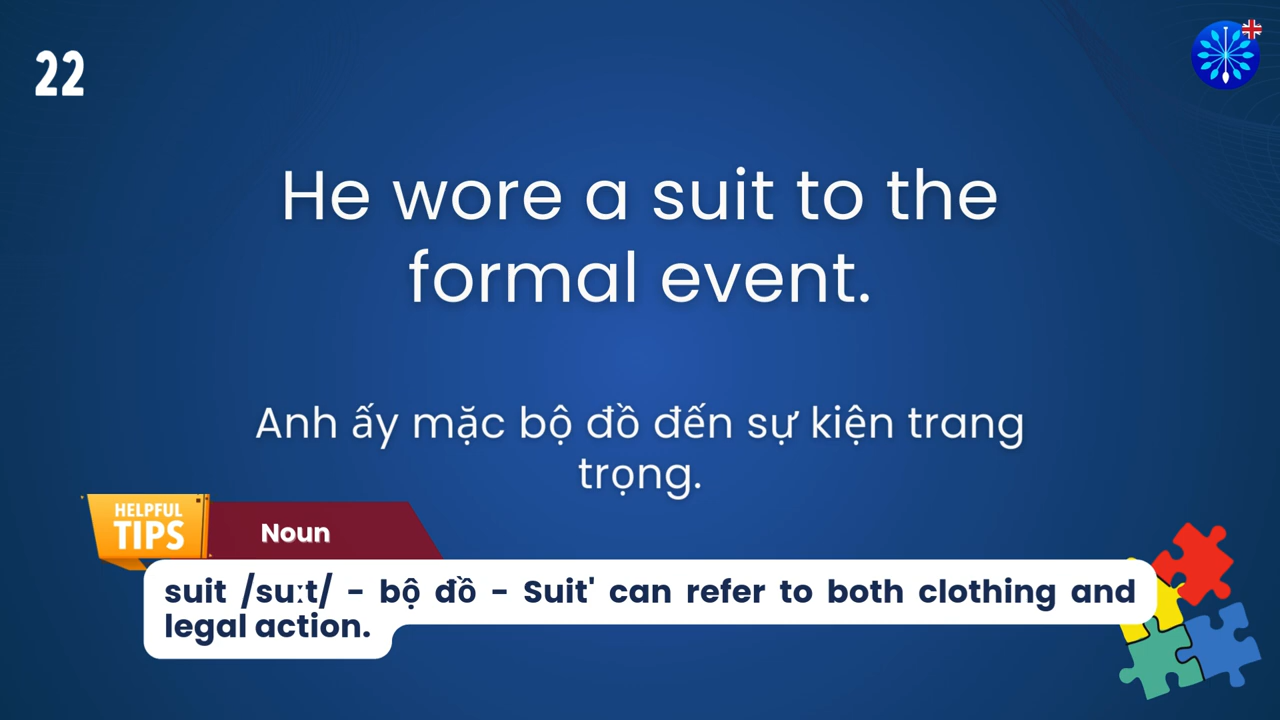 22
He wore a suit to the
formal event.
Anh ấy mặc bộ đồ đến sự kiện trang
trọng.
HELPFUL
TIPS
Noun
suit /suːt/ - bộ đồ - Suit' can refer to both clothing and
legal action.